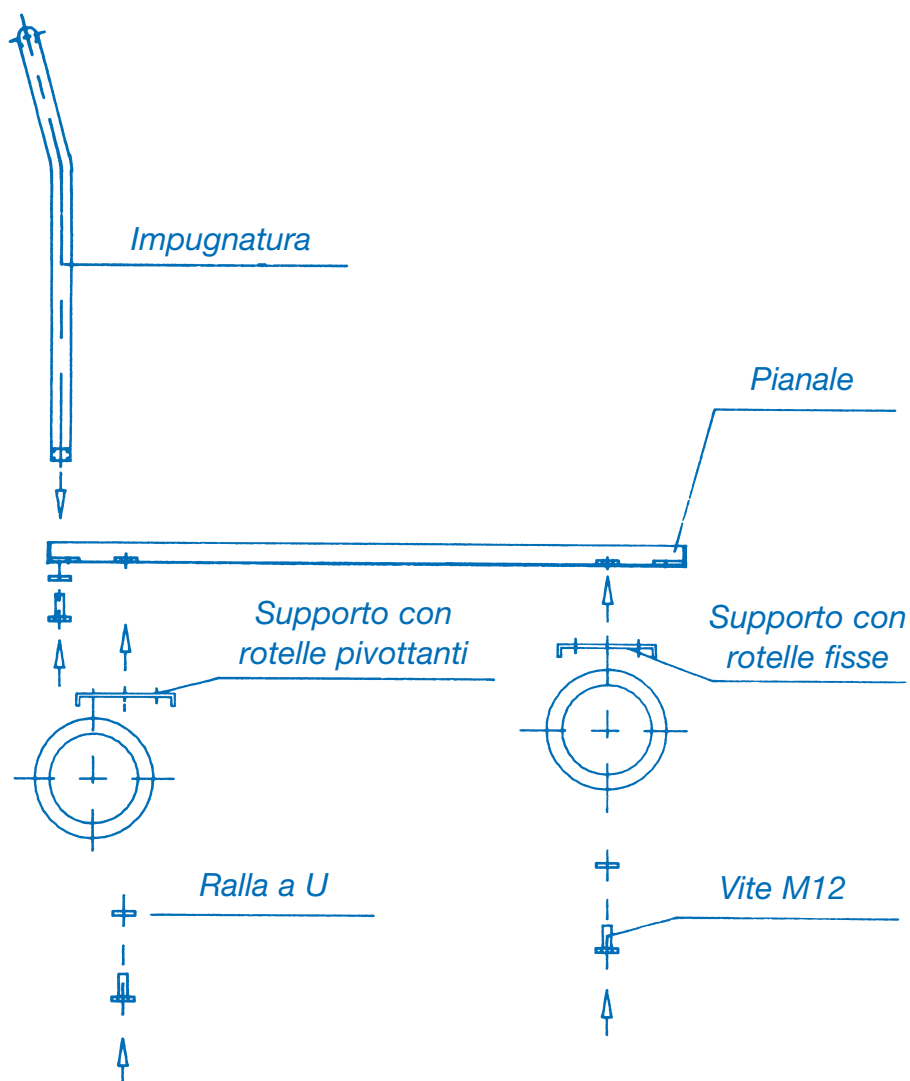 Impugnatura
Pianale
Supporto con
rotelle pivottanti
Supporto con
rotelle fisse
Ralla a U
Vite M12